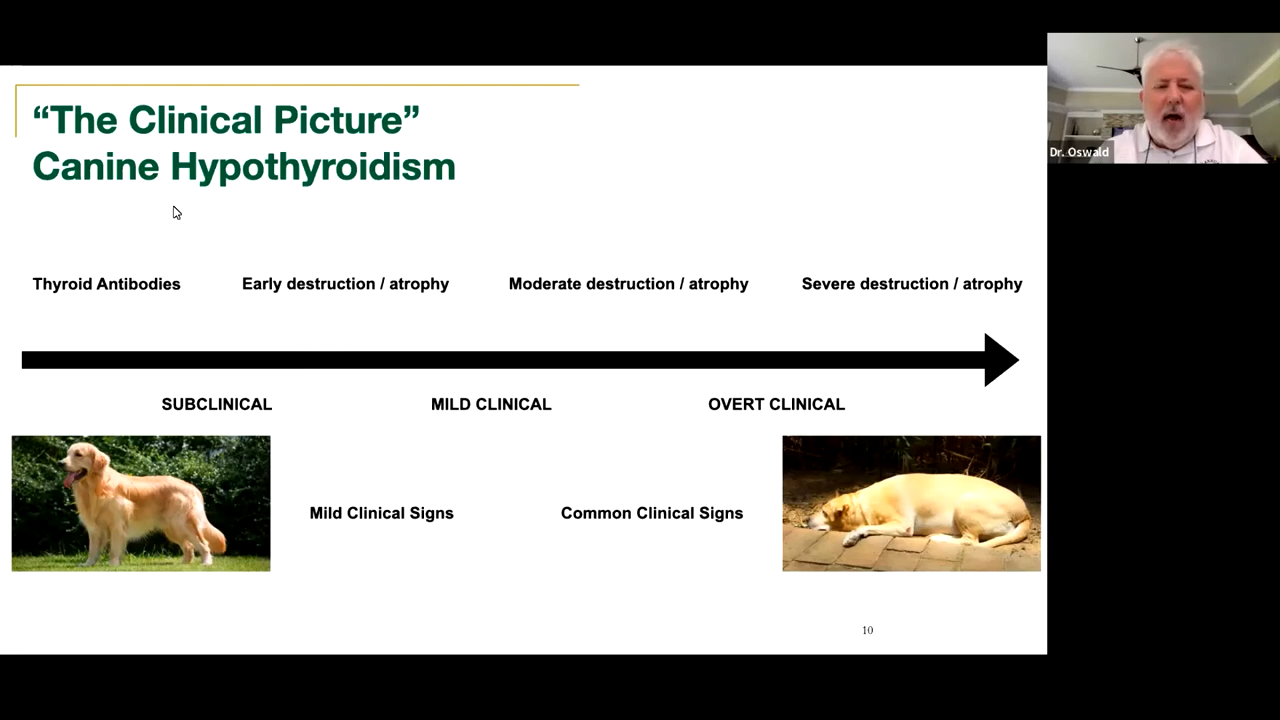 “The Clinical Picture”
Canine Hypothyroidism
Dr. Oswald
Thyroid Antibodies
Early destruction / atrophy
Moderate destruction / atrophy
Severe destruction / atrophy
SUBCLINICAL
MILD CLINICAL
OVERT CLINICAL
Mild Clinical Signs
Common Clinical Signs
10